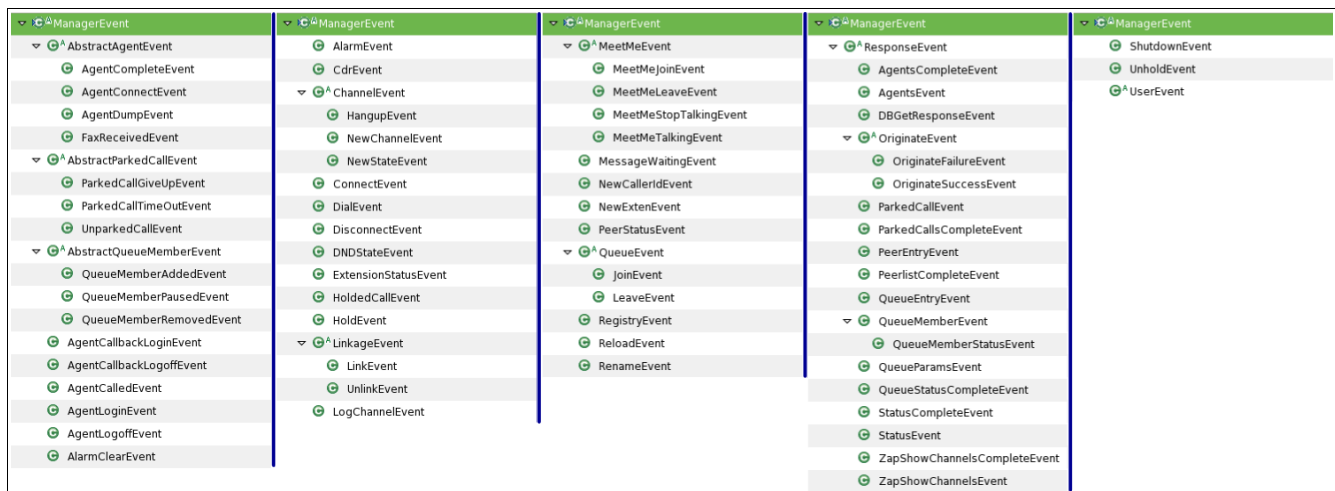 ManagerEvent
AbstractAgentEvent
AgentCompleteEvent
AgentConnectEvent
AgentDumpEvent
FaxReceivedEvent
AbstractParkedCallEvent
ParkedCallGiveUpEvent
ParkedCallTimeOutEvent
UnparkedCallEvent
AbstractQueueMemberEvent
QueueMemberAddedEvent
QueueMemberPausedEvent
QueueMemberRemovedEvent
AgentCallbackLoginEvent
AgentCallbackLogoffEvent
AgentCalledEvent
AgentLoginEvent
AgentLogoffEvent
AlarmClearEvent
ManagerEvent
AlarmEvent
CdrEvent
ChannelEvent
HangupEvent
NewChannelEvent
NewStateEvent
ConnectEvent
DialEvent
DisconnectEvent
DNDStateEvent
ExtensionStatusEvent
HoldedCallEvent
HoldEvent
LinkageEvent
LinkEvent
UnlinkEvent
LogChannelEvent
ManagerEvent
MeetMeEvent
MeetMeJoinEvent
MeetMeLeaveEvent
MeetMeStopTalkingEvent
MeetMeTalkingEvent
MessageWaitingEvent
NewCallerIdEvent
NewExtenEvent
PeerStatusEvent
QueueEvent
JoinEvent
LeaveEvent
RegistryEvent
ReloadEvent
RenameEvent
ManagerEvent
ResponseEvent
AgentsCompleteEvent
AgentsEvent
DBGetResponseEvent
OriginateEvent
OriginateFailureEvent
OriginateSuccessEvent
ParkedCallEvent
ParkedCallsCompleteEvent
PeerEntryEvent
PeerlistCompleteEvent
QueueEntryEvent
QueueMemberEvent
QueueMemberStatusEvent
QueueParamsEvent
QueueStatusCompleteEvent
StatusCompleteEvent
StatusEvent
ZapShowChannelsCompleteEvent
ZapShowChannelsEvent
ManagerEvent
ShutdownEvent
UnholdEvent
UserEvent